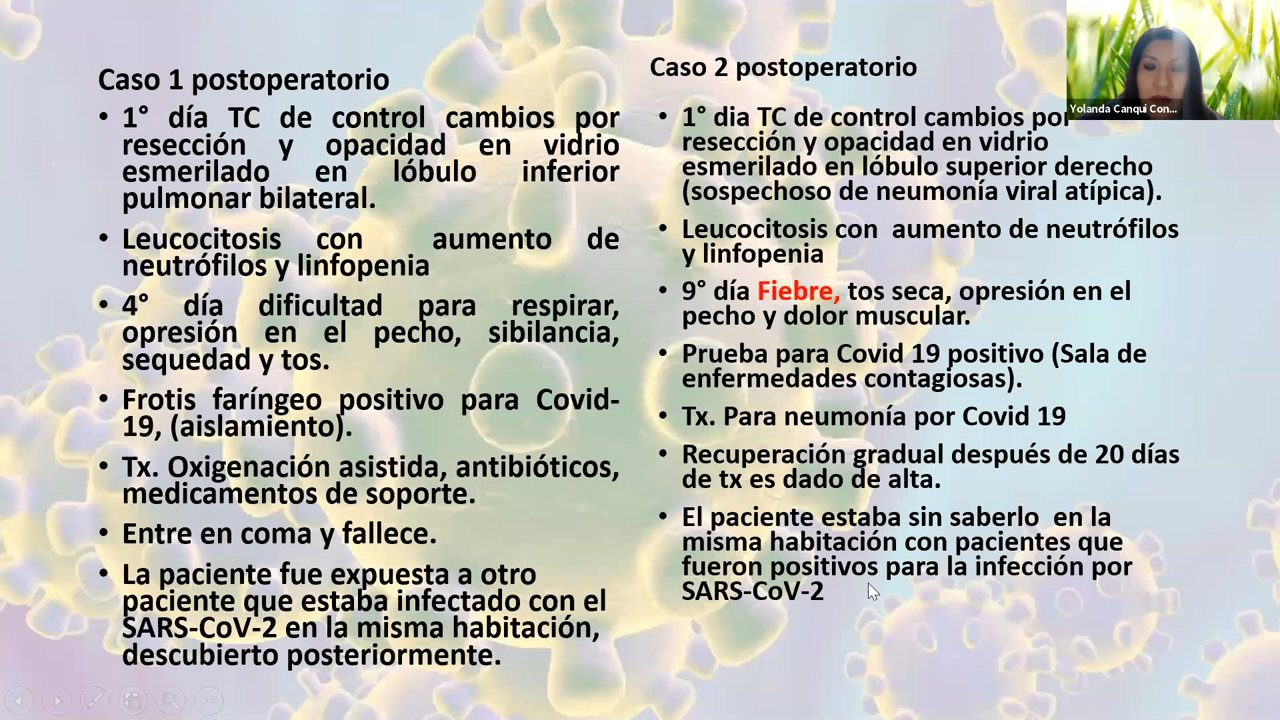 Caso 1 postoperatorio
• 1° día TC de control cambios por
resección y opacidad en vidrio
esmerilado en lóbulo inferior
pulmonar bilateral.
• Leucocitosis con aumento de
neutrófilos y linfopenia
• 4° día dificultad para respirar,
opresión en el pecho, sibilancia,
sequedad y tos.
• Frotis faríngeo positivo para Covid-
19, (aislamiento).
• Tx. Oxigenación asistida, antibióticos,
medicamentos de soporte.
• Entre en coma y fallece.
• La paciente fue expuesta a otro
paciente que estaba infectado con el
SARS-CoV-2 en la misma habitación,
descubierto posteriormente.
Caso 2 postoperatorio
• 1° dia TC de control cambios por
resección y opacidad en vidrio
esmerilado en lóbulo superior derecho
(sospechoso de neumonía viral atípica).
• Leucocitosis con aumento de neutrófilos
y linfopenia
• 9° día Fiebre, tos seca, opresión en el
pecho y dolor muscular.
• Prueba para Covid 19 positivo (Sala de
enfermedades contagiosas).
• Tx. Para neumonía por Covid 19
• Recuperación gradual después de 20 días
de tx es dado de alta.
• El paciente estaba sin saberlo en la
misma habitación con pacientes que
fueron positivos para la infección por
SARS-CoV-2
Yolanda Canqui Con...